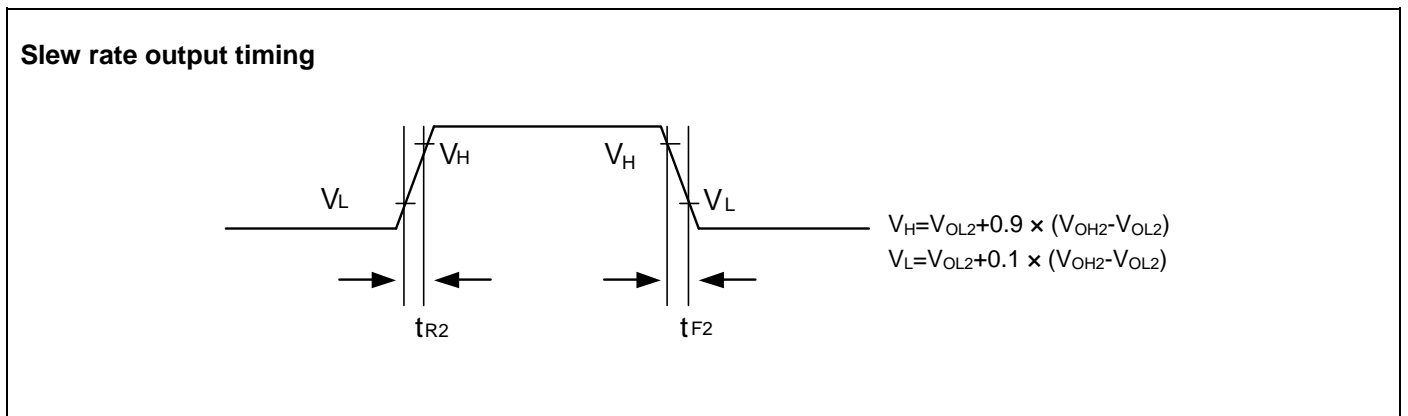 Slew rate output timing
VH VH
VL VL
VH=VOL2+0.9 × (VOH2-VOL2)
VL=VOL2+0.1 × (VOH2-VOL2)
tR2 tF2